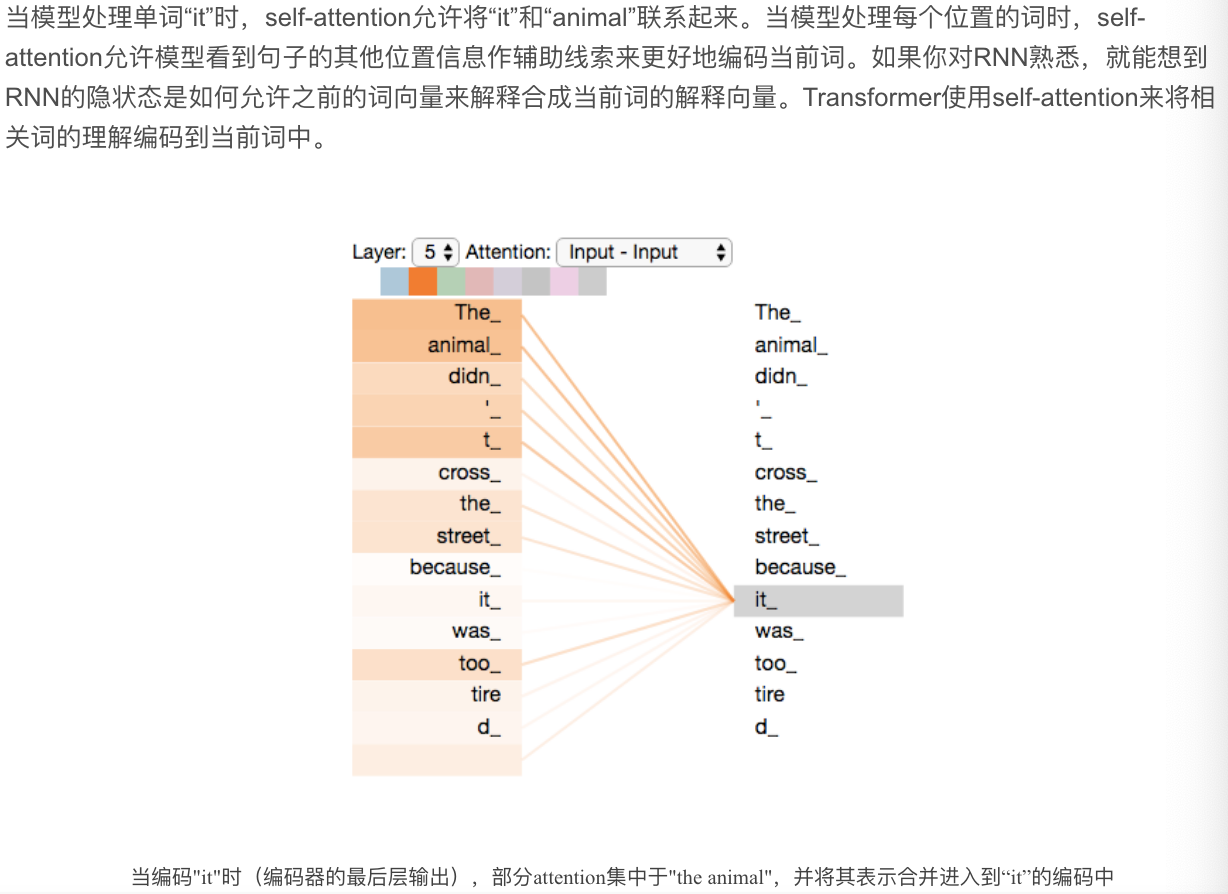 当模型处理单词“it”时，self-attention允许将“it”和“animal”联系起来。当模型处理每个位置的词时，self-
attention允许模型看到句子的其他位置信息作辅助线索来更好地编码当前词。如果你对RNN熟悉，就能想到
RNN的隐状态是如何允许之前的词向量来解释合成当前词的解释向量。Transformer使用self-attention来将相
关词的理解编码到当前词中。
Layer: 5 Attention: Input - Input
The_ The_
animal_ animal_
didn_ didn_
'_ '_
t_ t_
cross_ cross_
the_ the_
street_ street_
because_ because_
it_ it_
was_ was_
too_ too_
tire tire
d_ d_
当编码"it"时（编码器的最后层输出），部分attention集中于"the animal"，并将其表示合并进入到“it”的编码中